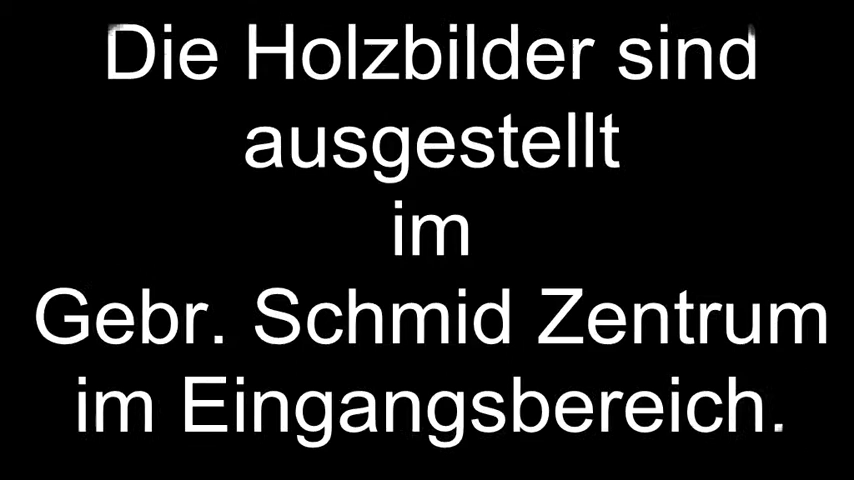 Die Holzbilder sind
ausgestellt
im
Gebr. Schmid Zentrum
im Eingangsbereich.